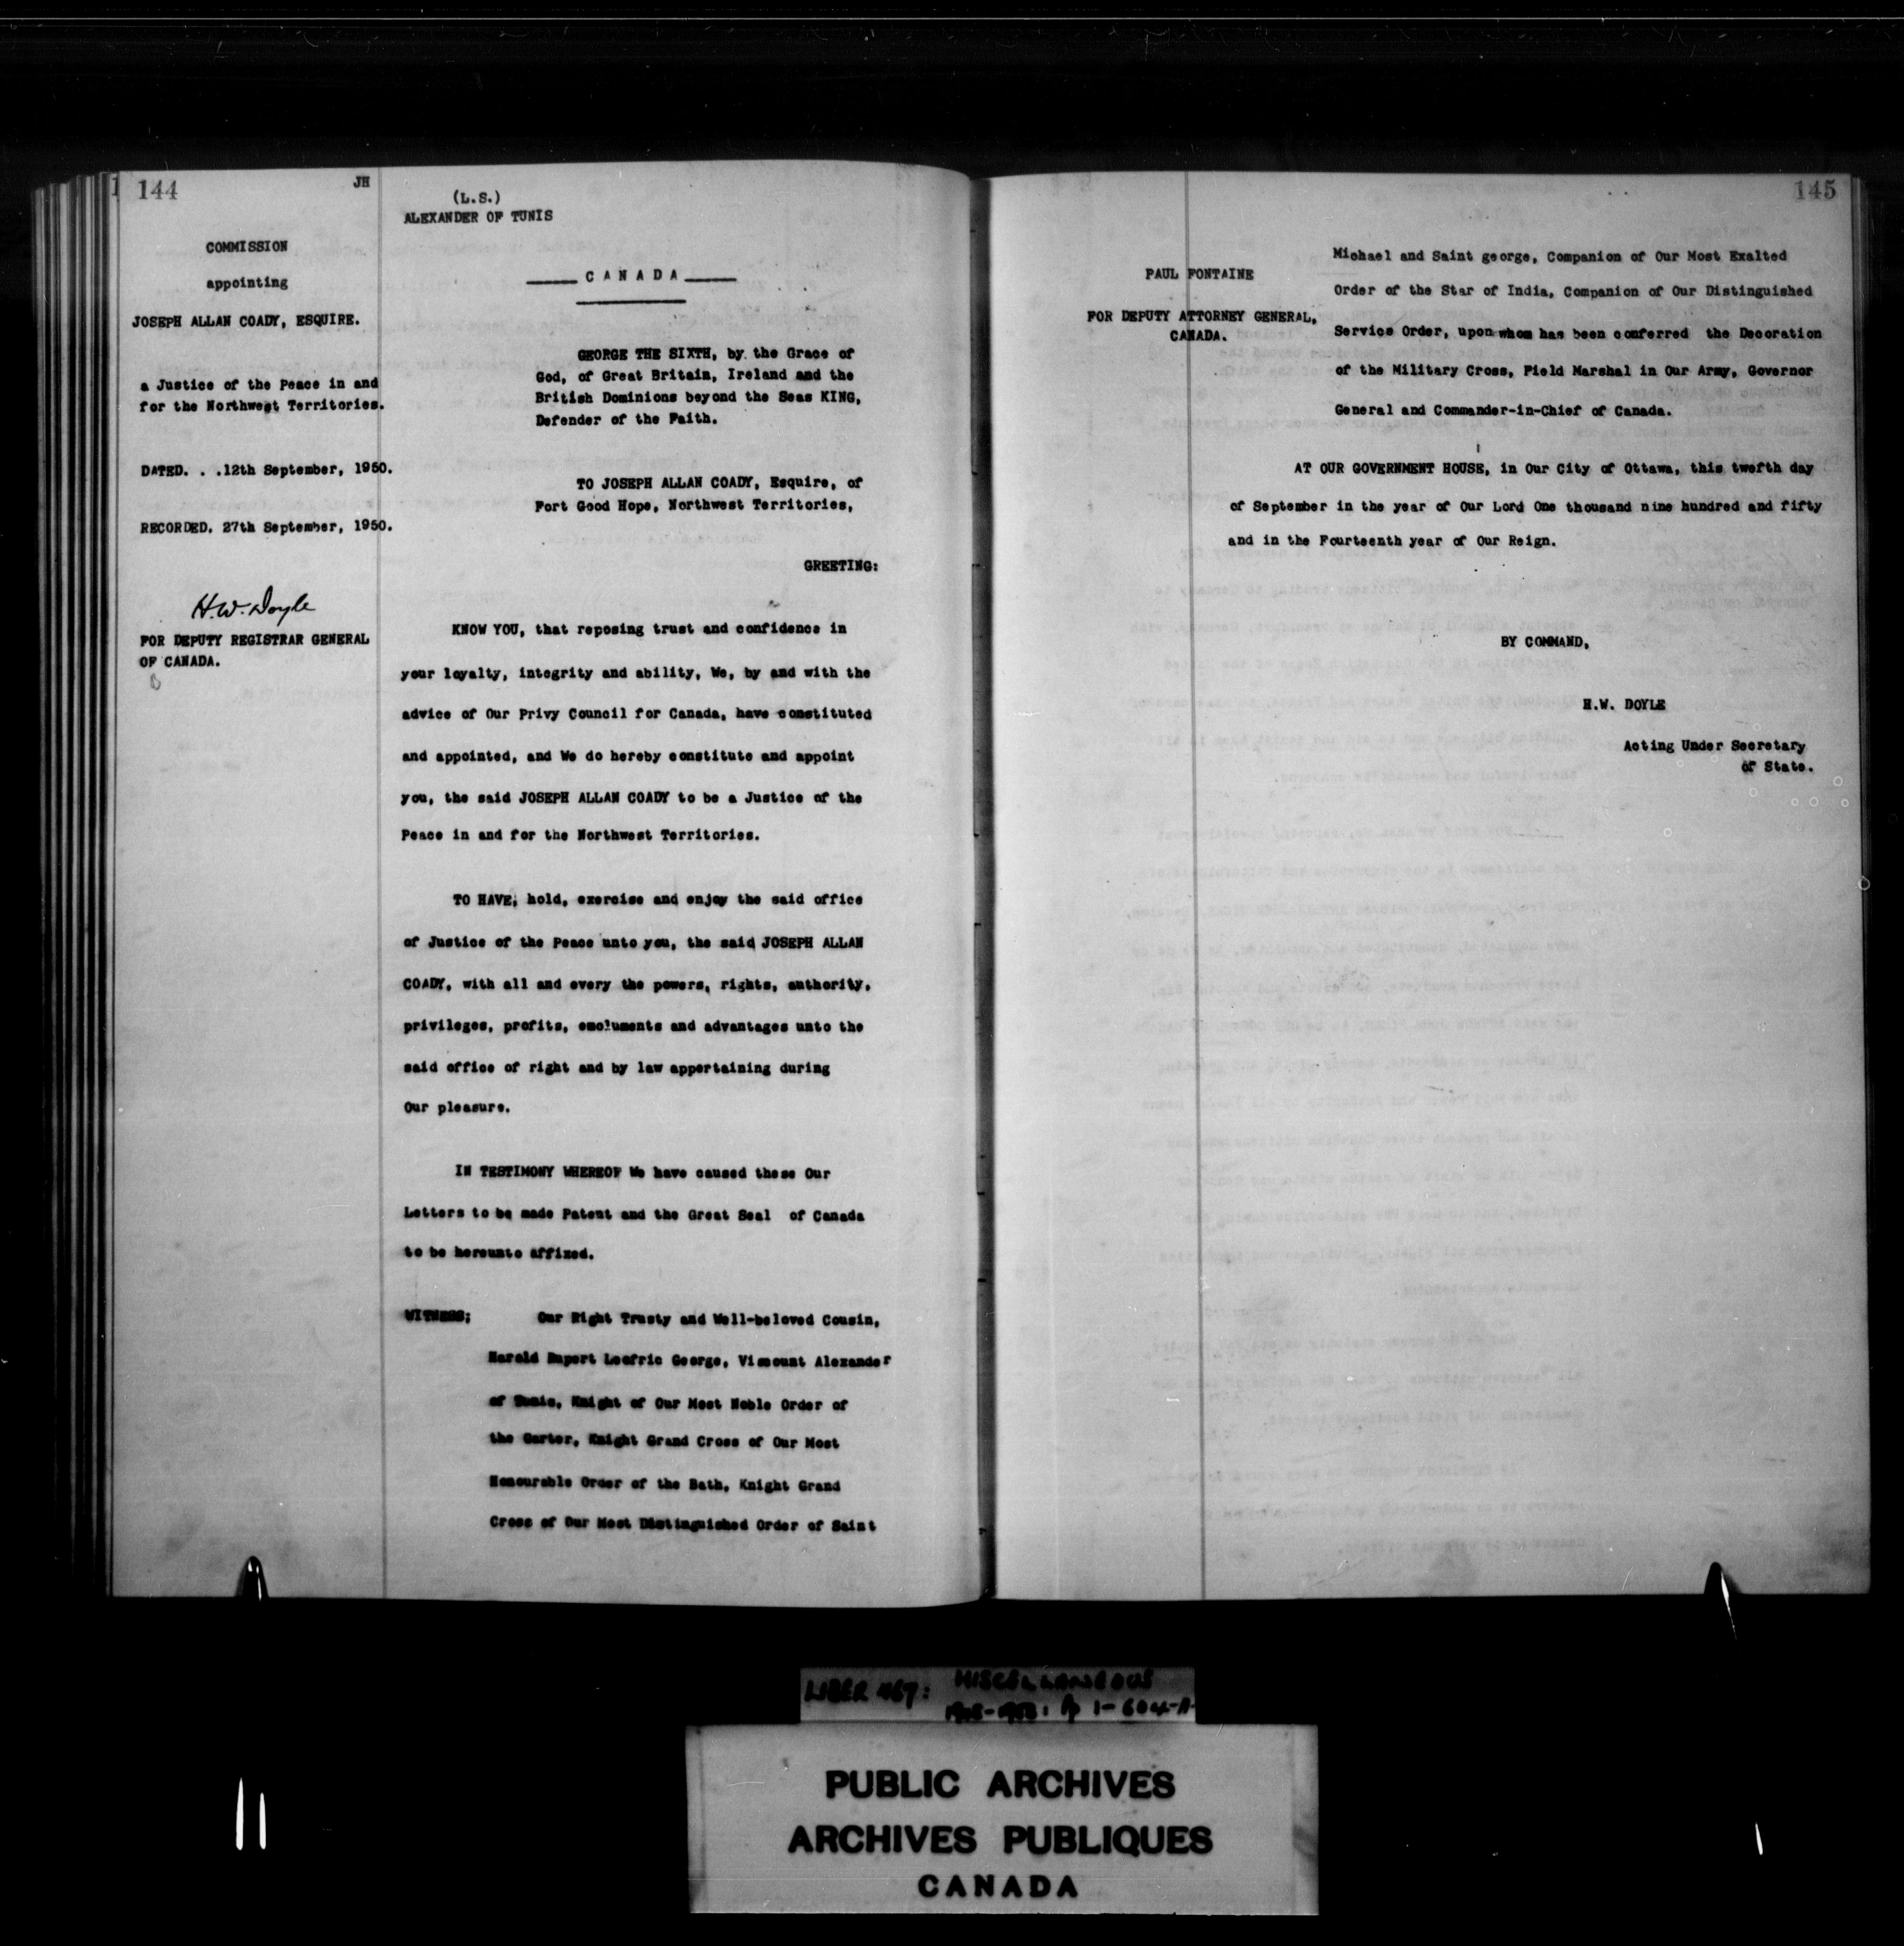 144
JH
COMMISSION
appointing
JOSEPH ALLAN COADY, ESQUIRE.
a Justice of the Peace in and
for the Northwest Territories.
DATED. . .12th September, 1950.
RECORDED. 27th September, 1950.
H.W. Doyle
FOR DEPUTY REGISTRAR GENERAL
OF CANADA.
(L.S.)
ALEXANDER OF TUNIS
CANADA
GEORGE THE SIXTH, by the Grace of
God, of Great Britain, Ireland and the
British Dominions beyond the Seas KING,
Defender of the Faith.
TO JOSEPH ALLAN COADY, Esquire, of
Fort Good Hope, Northwest Territories,
GREETING:
KNOW YOU, that reposing trust and confidence in
your loyalty, integrity and ability, We, by and with the
advice of Our Privy Council for Canada, have constituted
and appointed, and We do hereby constitute and appoint
you, the said JOSEPH ALLAN COADY to be a Justice of the
Peace in and for the Northwest Territories.
TO HAVE, hold, exercise and enjoy the said office
of Justice of the Peace unto you, the said JOSEPH ALLAN
COADY, with all and every the powers, rights, authority,
privileges, profits, emoluments and advantages unto the
said office of right and by law appertaining during
Our pleasure.
IN TESTIMONY WHEREOF We have caused these Our
Letters to be made Patent and the Great Seal of Canada
to be hereunto affixed.
WITNESS; Our Right Trusty and Well-beloved Cousin,
Harold Rupert Leofric George, Viscount Alexander
of Tunis, Knight of Our Most Noble Order of
the Garter, Knight Grand Cross of Our Most
Honourable Order of the Bath, Knight Grand
Cross of Our Most Distinguished Order of Saint
145
PAUL FONTAINE
FOR DEPUTY ATTORNEY GENERAL,
CANADA.
Michael and Saint george, Companion of Our Most Exalted
Order of the Star of India, Companion of Our Distinguished
Service Order, upon whom has been conferred the Decoration
of the Military Cross, Field Marshal in Our Army, Governor
General and Commander-in-Chief of Canada.
AT OUR GOVERNMENT HOUSE, in Our City of Ottawa, this twefth day
of September in the year of Our Lord One thousand nine hundred and fifty
and in the Fourteenth year of Our Reign.
BY COMMAND,
H.W. DOYLE
Acting Under Secretary
of State.
LIBER 467: MISCELLANEOUS
Pp 1-604-A
PUBLIC ARCHIVES
ARCHIVES PUBLIQUES
CANADA